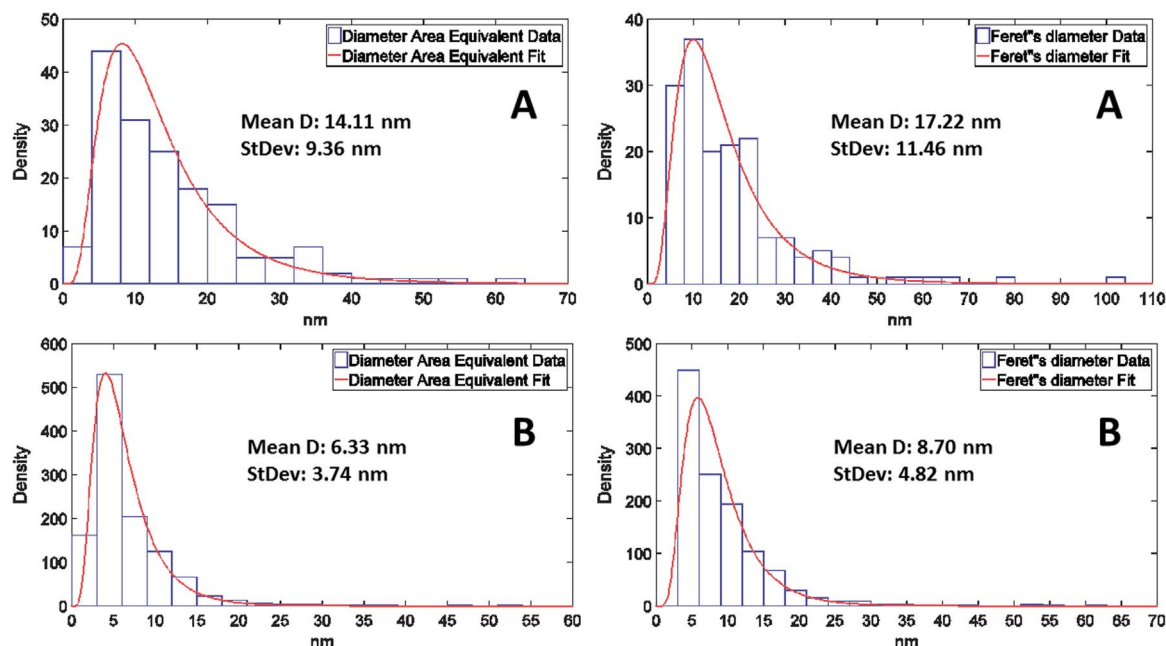 50
40
30
20
10
0
Density
Diameter Area Equivalent Data
Diameter Area Equivalent Fit
A
Mean D: 14.11 nm
StDev: 9.36 nm
0 10 20 30 40 50 60 70
nm
40
30
20
10
0
Density
Feret"s diameter Data
Feret"s diameter Fit
A
Mean D: 17.22 nm
StDev: 11.46 nm
0 10 20 30 40 50 60 70 80 90 100 110
nm
600
500
400
300
200
100
0
Density
Diameter Area Equivalent Data
Diameter Area Equivalent Fit
B
Mean D: 6.33 nm
StDev: 3.74 nm
0 5 10 15 20 25 30 35 40 45 50 55 60
nm
500
400
300
200
100
0
Density
Feret"s diameter Data
Feret"s diameter Fit
B
Mean D: 8.70 nm
StDev: 4.82 nm
0 5 10 15 20 25 30 35 40 45 50 55 60 65 70
nm